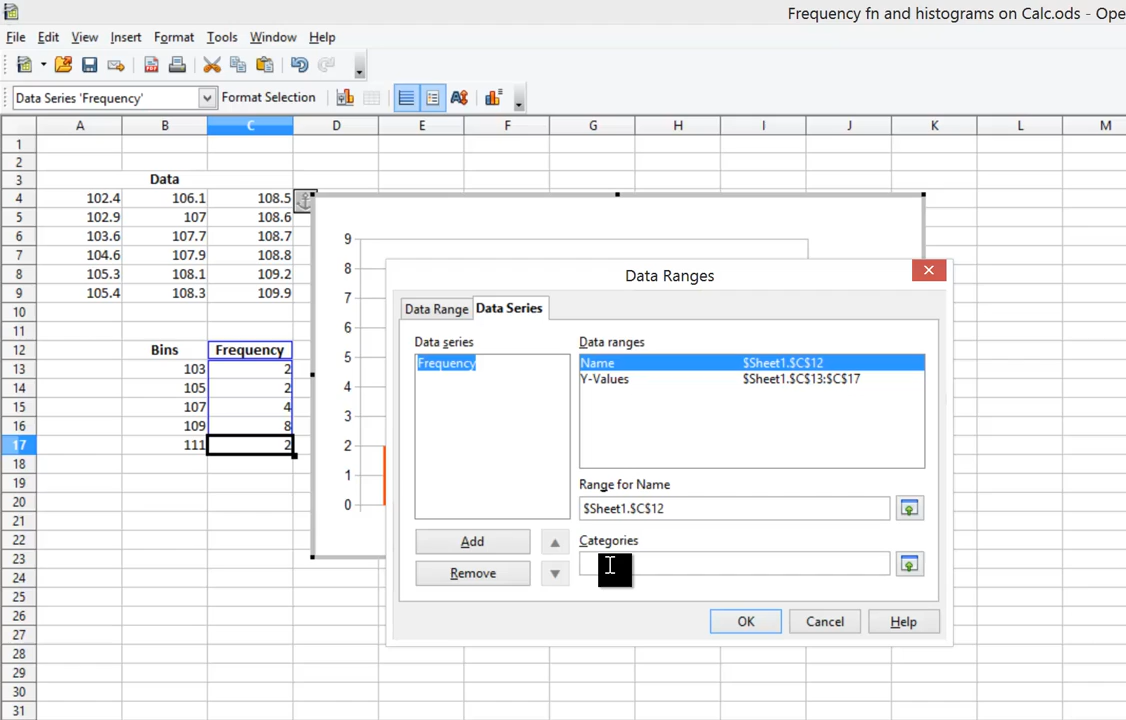 Frequency fn and histograms on Calc.ods - Ope
File Edit View Insert Format Tools Window Help
Data Series 'Frequency' Format Selection
A B C D E F G H I J K L M
1
2
3 Data
4 102.4 106.1 108.5
5 102.9 107 108.6
6 103.6 107.7 108.7
7 104.6 107.9 108.8
8 105.3 108.1 109.2
9 105.4 108.3 109.9
10
11
12 Bins Frequency
13 103 2
14 105 2
15 107 4
16 109 8
17 111 2
18
19
20
21
22
23
24
25
26
27
28
29
30
31
9
8
7
6
5
4
3
2
1
0
Data Ranges
Data Range Data Series
Data series
Frequency
Add
Remove
Data ranges
Name $Sheet1.$C$12
Y-Values $Sheet1.$C$13:$C$17
Range for Name
$Sheet1.$C$12
Categories
OK Cancel Help